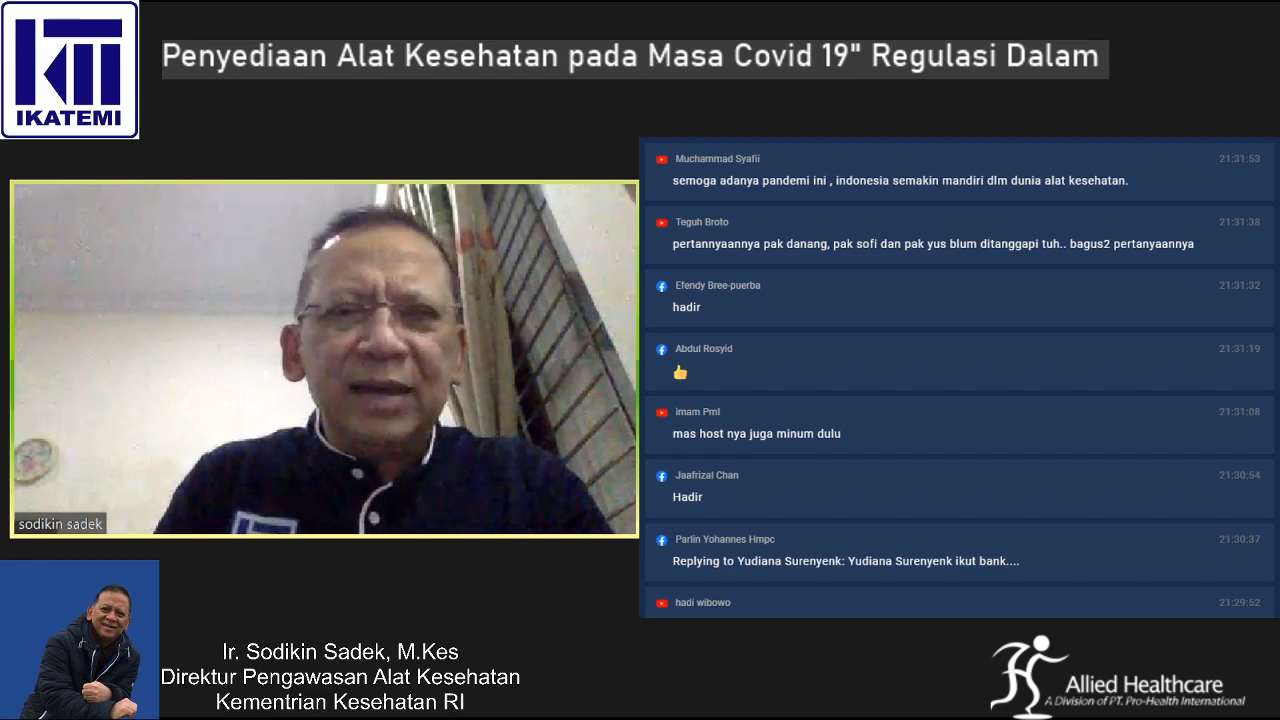 IKATEMI
Penyediaan Alat Kesehatan pada Masa Covid 19" Regulasi Dalam
sodikin sadek
Muchammad Syafii 21:31:53
semoga adanya pandemi ini , indonesia semakin mandiri dlm dunia alat kesehatan.
Teguh Broto 21:31:38
pertannyaannya pak danang, pak sofi dan pak yus blum ditanggapi tuh.. bagus2 pertanyaannya
Efendy Bree-puerba 21:31:32
hadir
Abdul Rosyid 21:31:19
👍
imam Pml 21:31:08
mas host nya juga minum dulu
Jaafrizal Chan 21:30:54
Hadir
Parlin Yohannes Hmpc 21:30:37
Replying to Yudiana Surenyenk: Yudiana Surenyenk ikut bank....
hadi wibowo 21:29:52
Ir. Sodikin Sadek, M.Kes
Direktur Pengawasan Alat Kesehatan
Kementrian Kesehatan RI
Allied Healthcare
A Division of PT. Pro-Health International